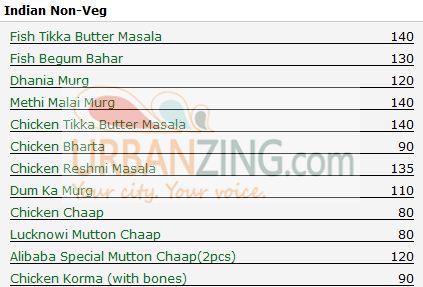 Indian Non-Veg
Fish Tikka Butter Masala 140
Fish Begum Bahar 130
Dhania Murg 120
Methi Malai Murg 140
Chicken Tikka Butter Masala 140
Chicken Bharta 90
URBANZING.com
Chicken Reshmi Masala 135
Your city. Your voice.
Dum Ka Murg 110
Chicken Chaap 80
Lucknowi Mutton Chaap 80
Alibaba Special Mutton Chaap(2pcs) 120
Chicken Korma (with bones) 90